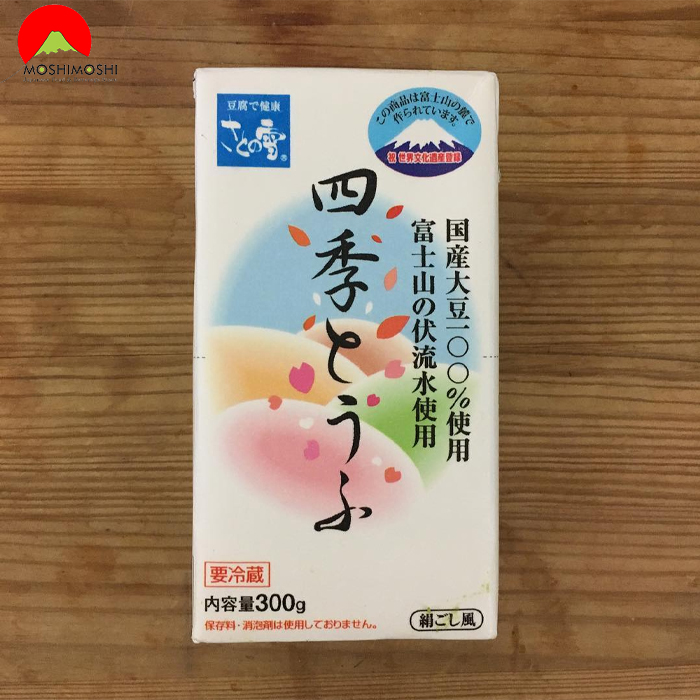 MOSHIMOSHI
豆腐で健康
さとの雪®
この商品は富士山の麓で
作られています。
祝 世界文化遺産登録
四季とうふ
国産大豆一〇〇%使用
富士山の伏流水使用
要冷蔵
内容量300g
保存料・消泡剤は使用しておりません。
絹ごし風